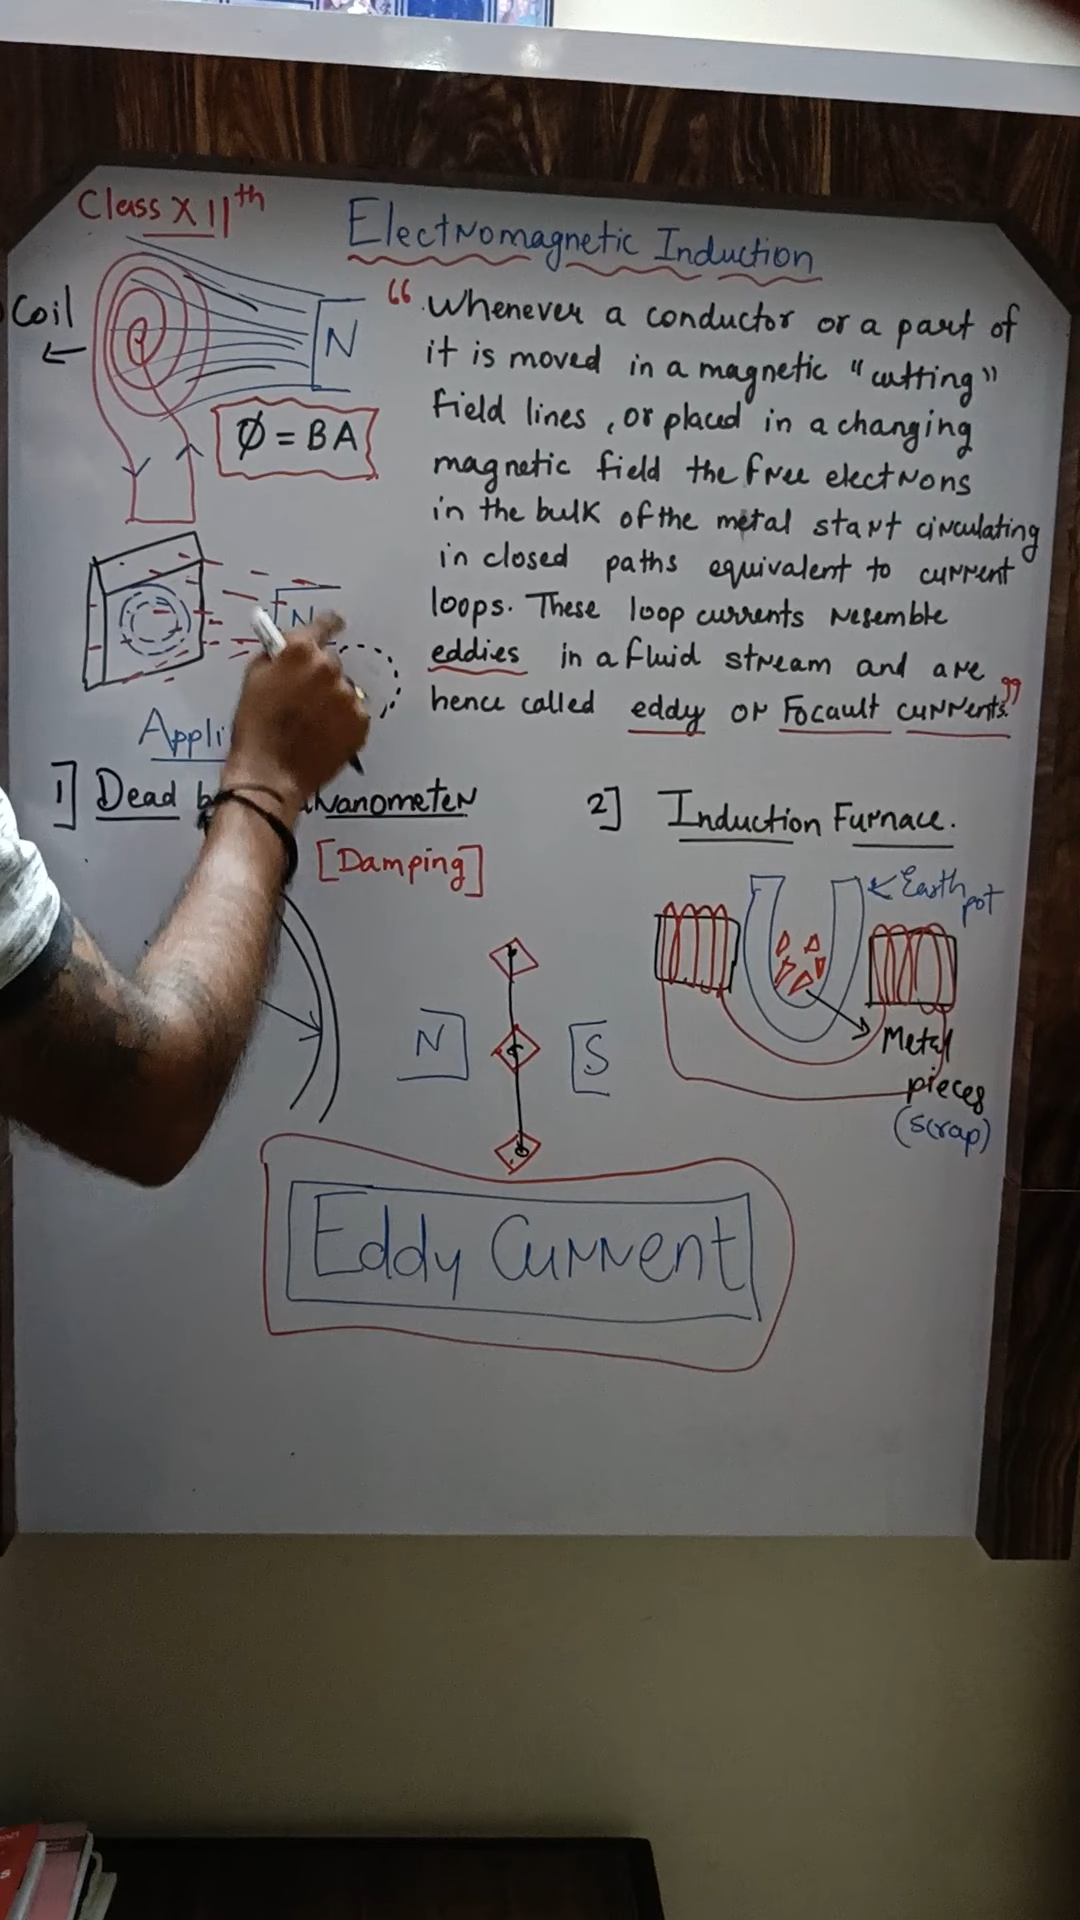 Class XIIth
Electromagnetic Induction
Coil
N
Ø = BA
“ Whenever a conductor or a part of
it is moved in a magnetic "cutting"
field lines, or placed in a changing
magnetic field the free electrons
in the bulk of the metal start circulating
in closed paths equivalent to current
loops. These loop currents resemble
eddies in a fluid stream and are
hence called eddy or Focault currents.”
N
Appli
1] Dead b vanometer
[Damping]
N
S
2] Induction Furnace.
Earth
pot
Metal
pieces
(scrap)
Eddy Current